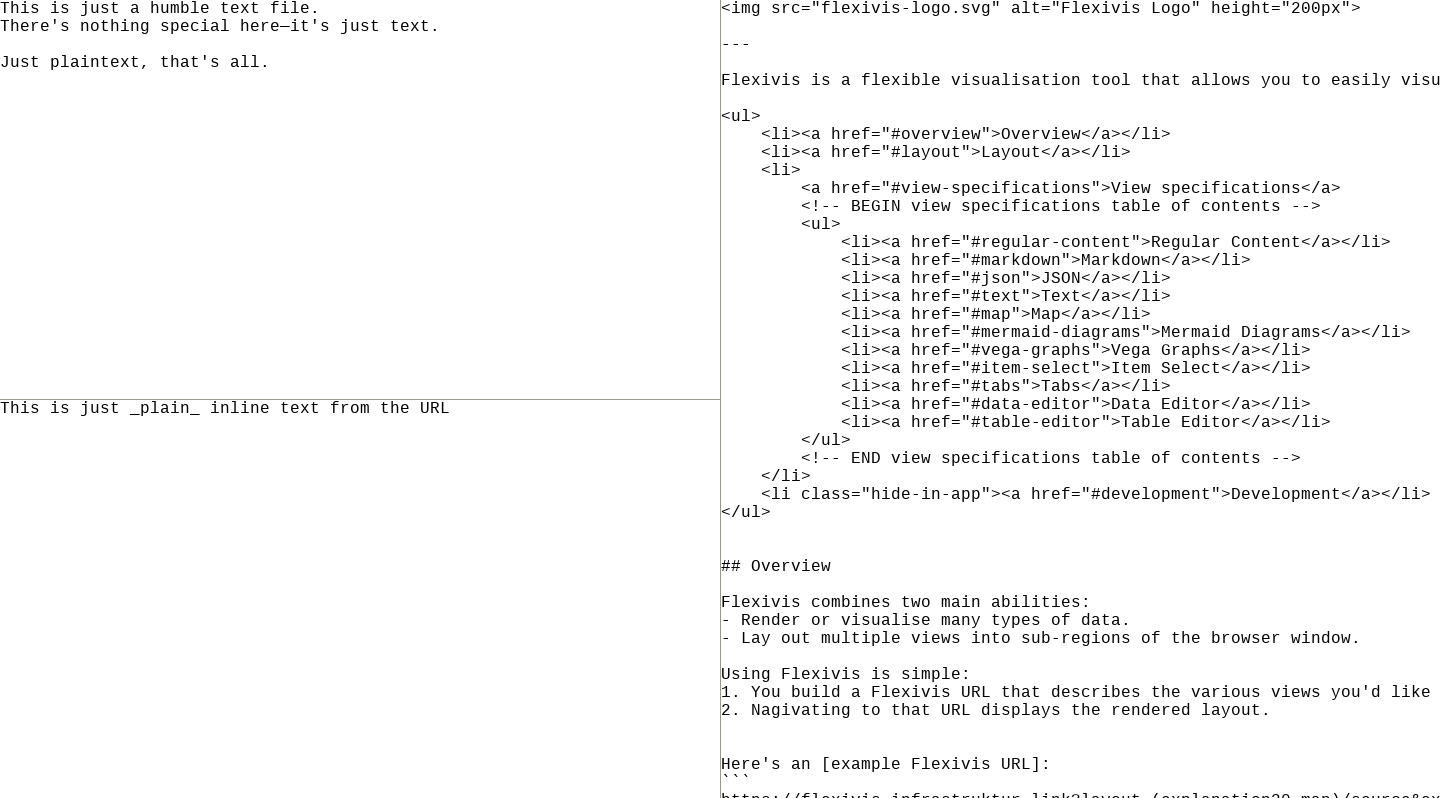 This is just a humble text file.
There's nothing special here—it's just text.

Just plaintext, that's all.

This is just _plain_ inline text from the URL

<img src="flexivis-logo.svg" alt="Flexivis Logo" height="200px">

---

Flexivis is a flexible visualisation tool that allows you to easily visu

<ul>
    <li><a href="#overview">Overview</a></li>
    <li><a href="#layout">Layout</a></li>
    <li>
        <a href="#view-specifications">View specifications</a>
        <!-- BEGIN view specifications table of contents -->
        <ul>
            <li><a href="#regular-content">Regular Content</a></li>
            <li><a href="#markdown">Markdown</a></li>
            <li><a href="#json">JSON</a></li>
            <li><a href="#text">Text</a></li>
            <li><a href="#map">Map</a></li>
            <li><a href="#mermaid-diagrams">Mermaid Diagrams</a></li>
            <li><a href="#vega-graphs">Vega Graphs</a></li>
            <li><a href="#item-select">Item Select</a></li>
            <li><a href="#tabs">Tabs</a></li>
            <li><a href="#data-editor">Data Editor</a></li>
            <li><a href="#table-editor">Table Editor</a></li>
        </ul>
        <!-- END view specifications table of contents -->
    </li>
    <li class="hide-in-app"><a href="#development">Development</a></li>
</ul>

## Overview

Flexivis combines two main abilities:
- Render or visualise many types of data.
- Lay out multiple views into sub-regions of the browser window.

Using Flexivis is simple:
1. You build a Flexivis URL that describes the various views you'd like
2. Nagivating to that URL displays the rendered layout.

Here's an [example Flexivis URL]:
```